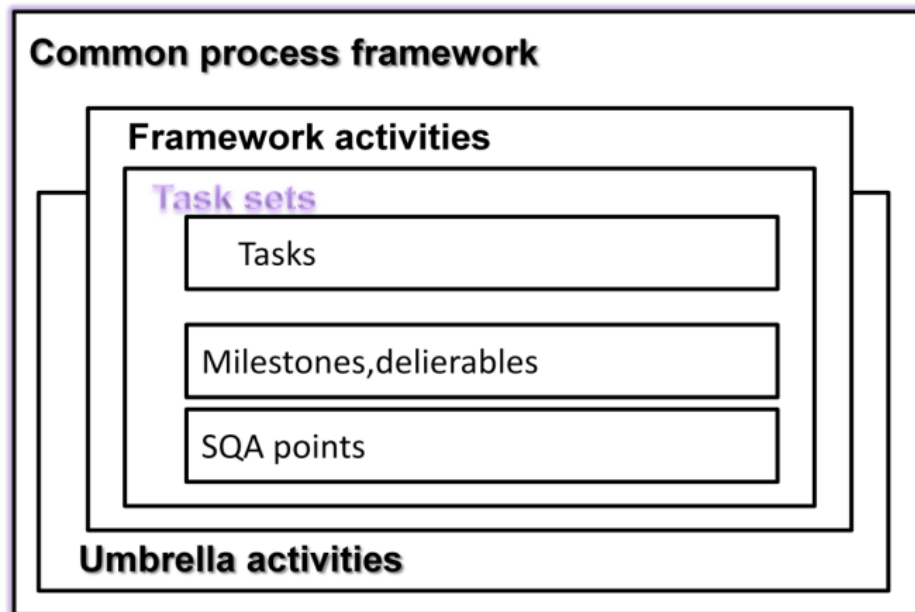 Common process framework
Framework activities
Task sets
Tasks
Milestones,delierables
SQA points
Umbrella activities